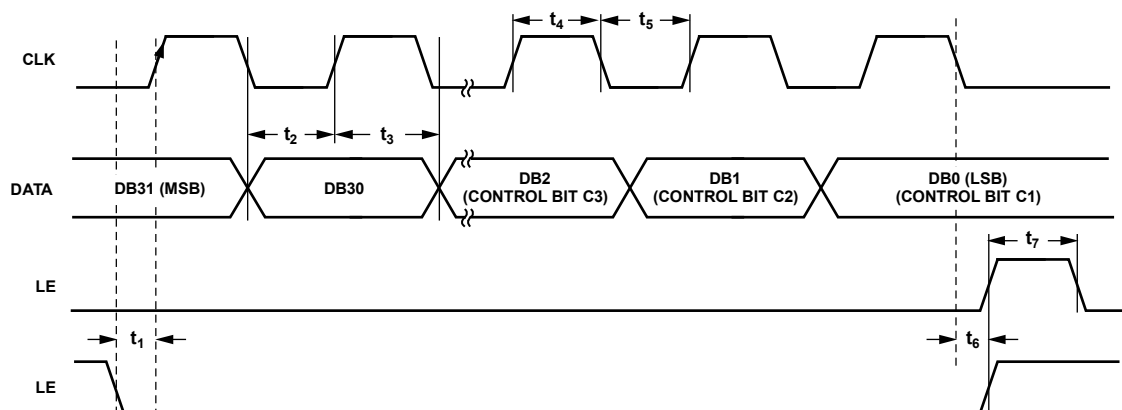 CLK
t4
t5
t2
t3
DATA
DB31 (MSB)
DB30
DB2
(CONTROL BIT C3)
DB1
(CONTROL BIT C2)
DB0 (LSB)
(CONTROL BIT C1)
t7
LE
t1
t6
LE